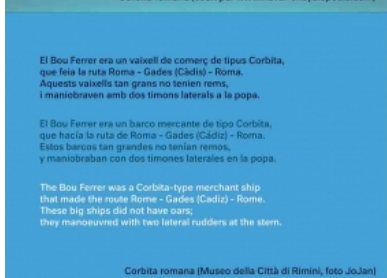 El Bou Ferrer era un vaixell de comerç de tipus Corbita,
que feia la ruta Roma - Gades (Càdis) - Roma.
Aquests vaixells tan grans no tenien rems,
i maniobraven amb dos timons laterals a la popa.
El Bou Ferrer era un barco mercante de tipo Corbita,
que hacía la ruta de Roma - Gades (Cádiz) - Roma.
Estos barcos tan grandes no tenían remos,
y maniobraban con dos timones laterales en la popa.
The Bou Ferrer was a Corbita-type merchant ship
that made the route Rome - Gades (Cadiz) - Rome.
These big ships did not have oars;
they manoeuvred with two lateral rudders at the stern.
Corbita romana (Museo della Città di Rimini, foto JoJan)